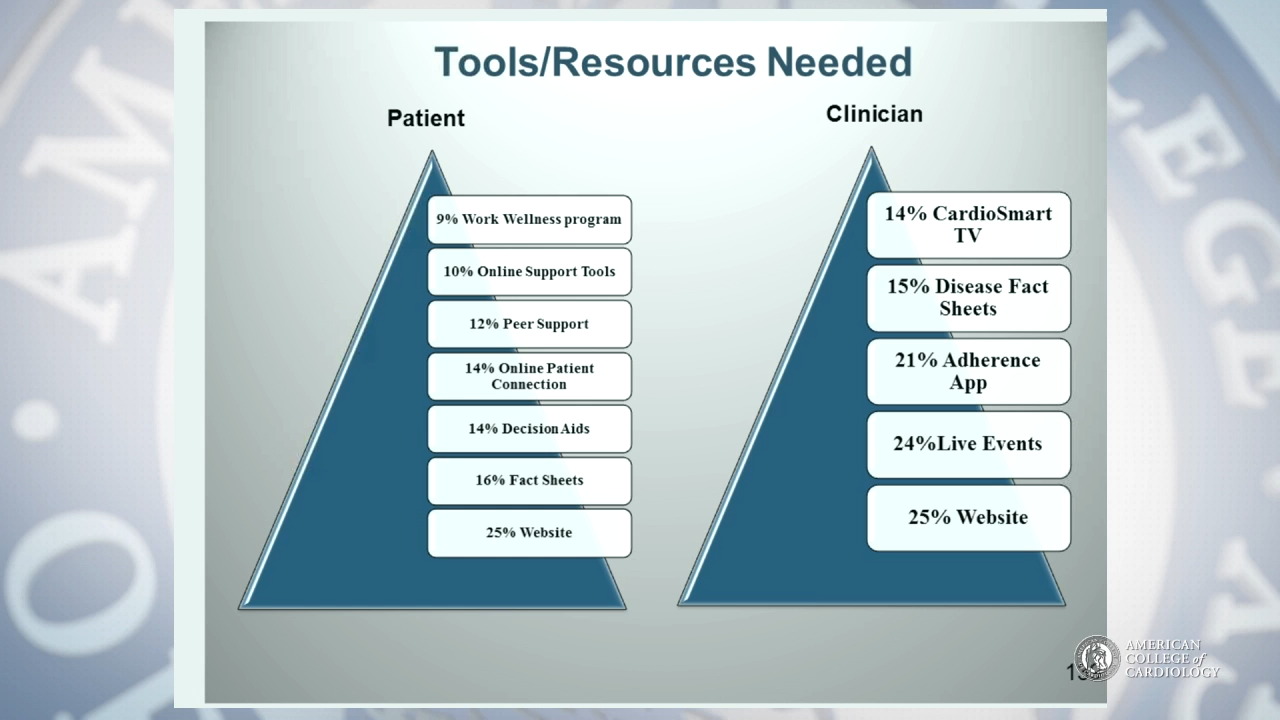 Tools/Resources Needed
Patient
9% Work Wellness program
10% Online Support Tools
12% Peer Support
14% Online Patient
Connection
14% Decision Aids
16% Fact Sheets
25% Website
Clinician
14% CardioSmart
TV
15% Disease Fact
Sheets
21% Adherence
App
24%Live Events
25% Website
AMERICAN
COLLEGE of
CARDIOLOGY